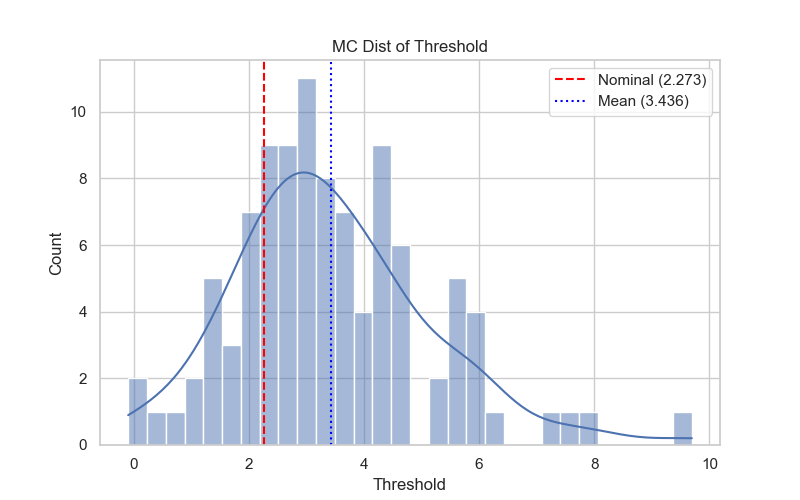 MC Dist of Threshold
Nominal (2.273)
Mean (3.436)
Count
10
8
6
4
2
0
0 2 4 6 8 10
Threshold